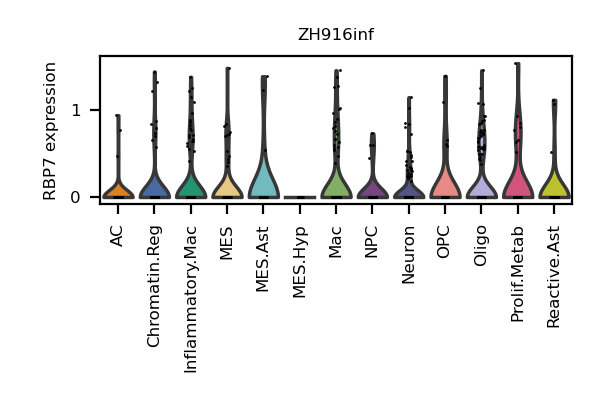 ZH916inf
RBP7 expression
1
0
AC
Chromatin.Reg
Inflammatory.Mac
MES
MES.Ast
MES.Hyp
Mac
NPC
Neuron
OPC
Oligo
Prolif.Metab
Reactive.Ast